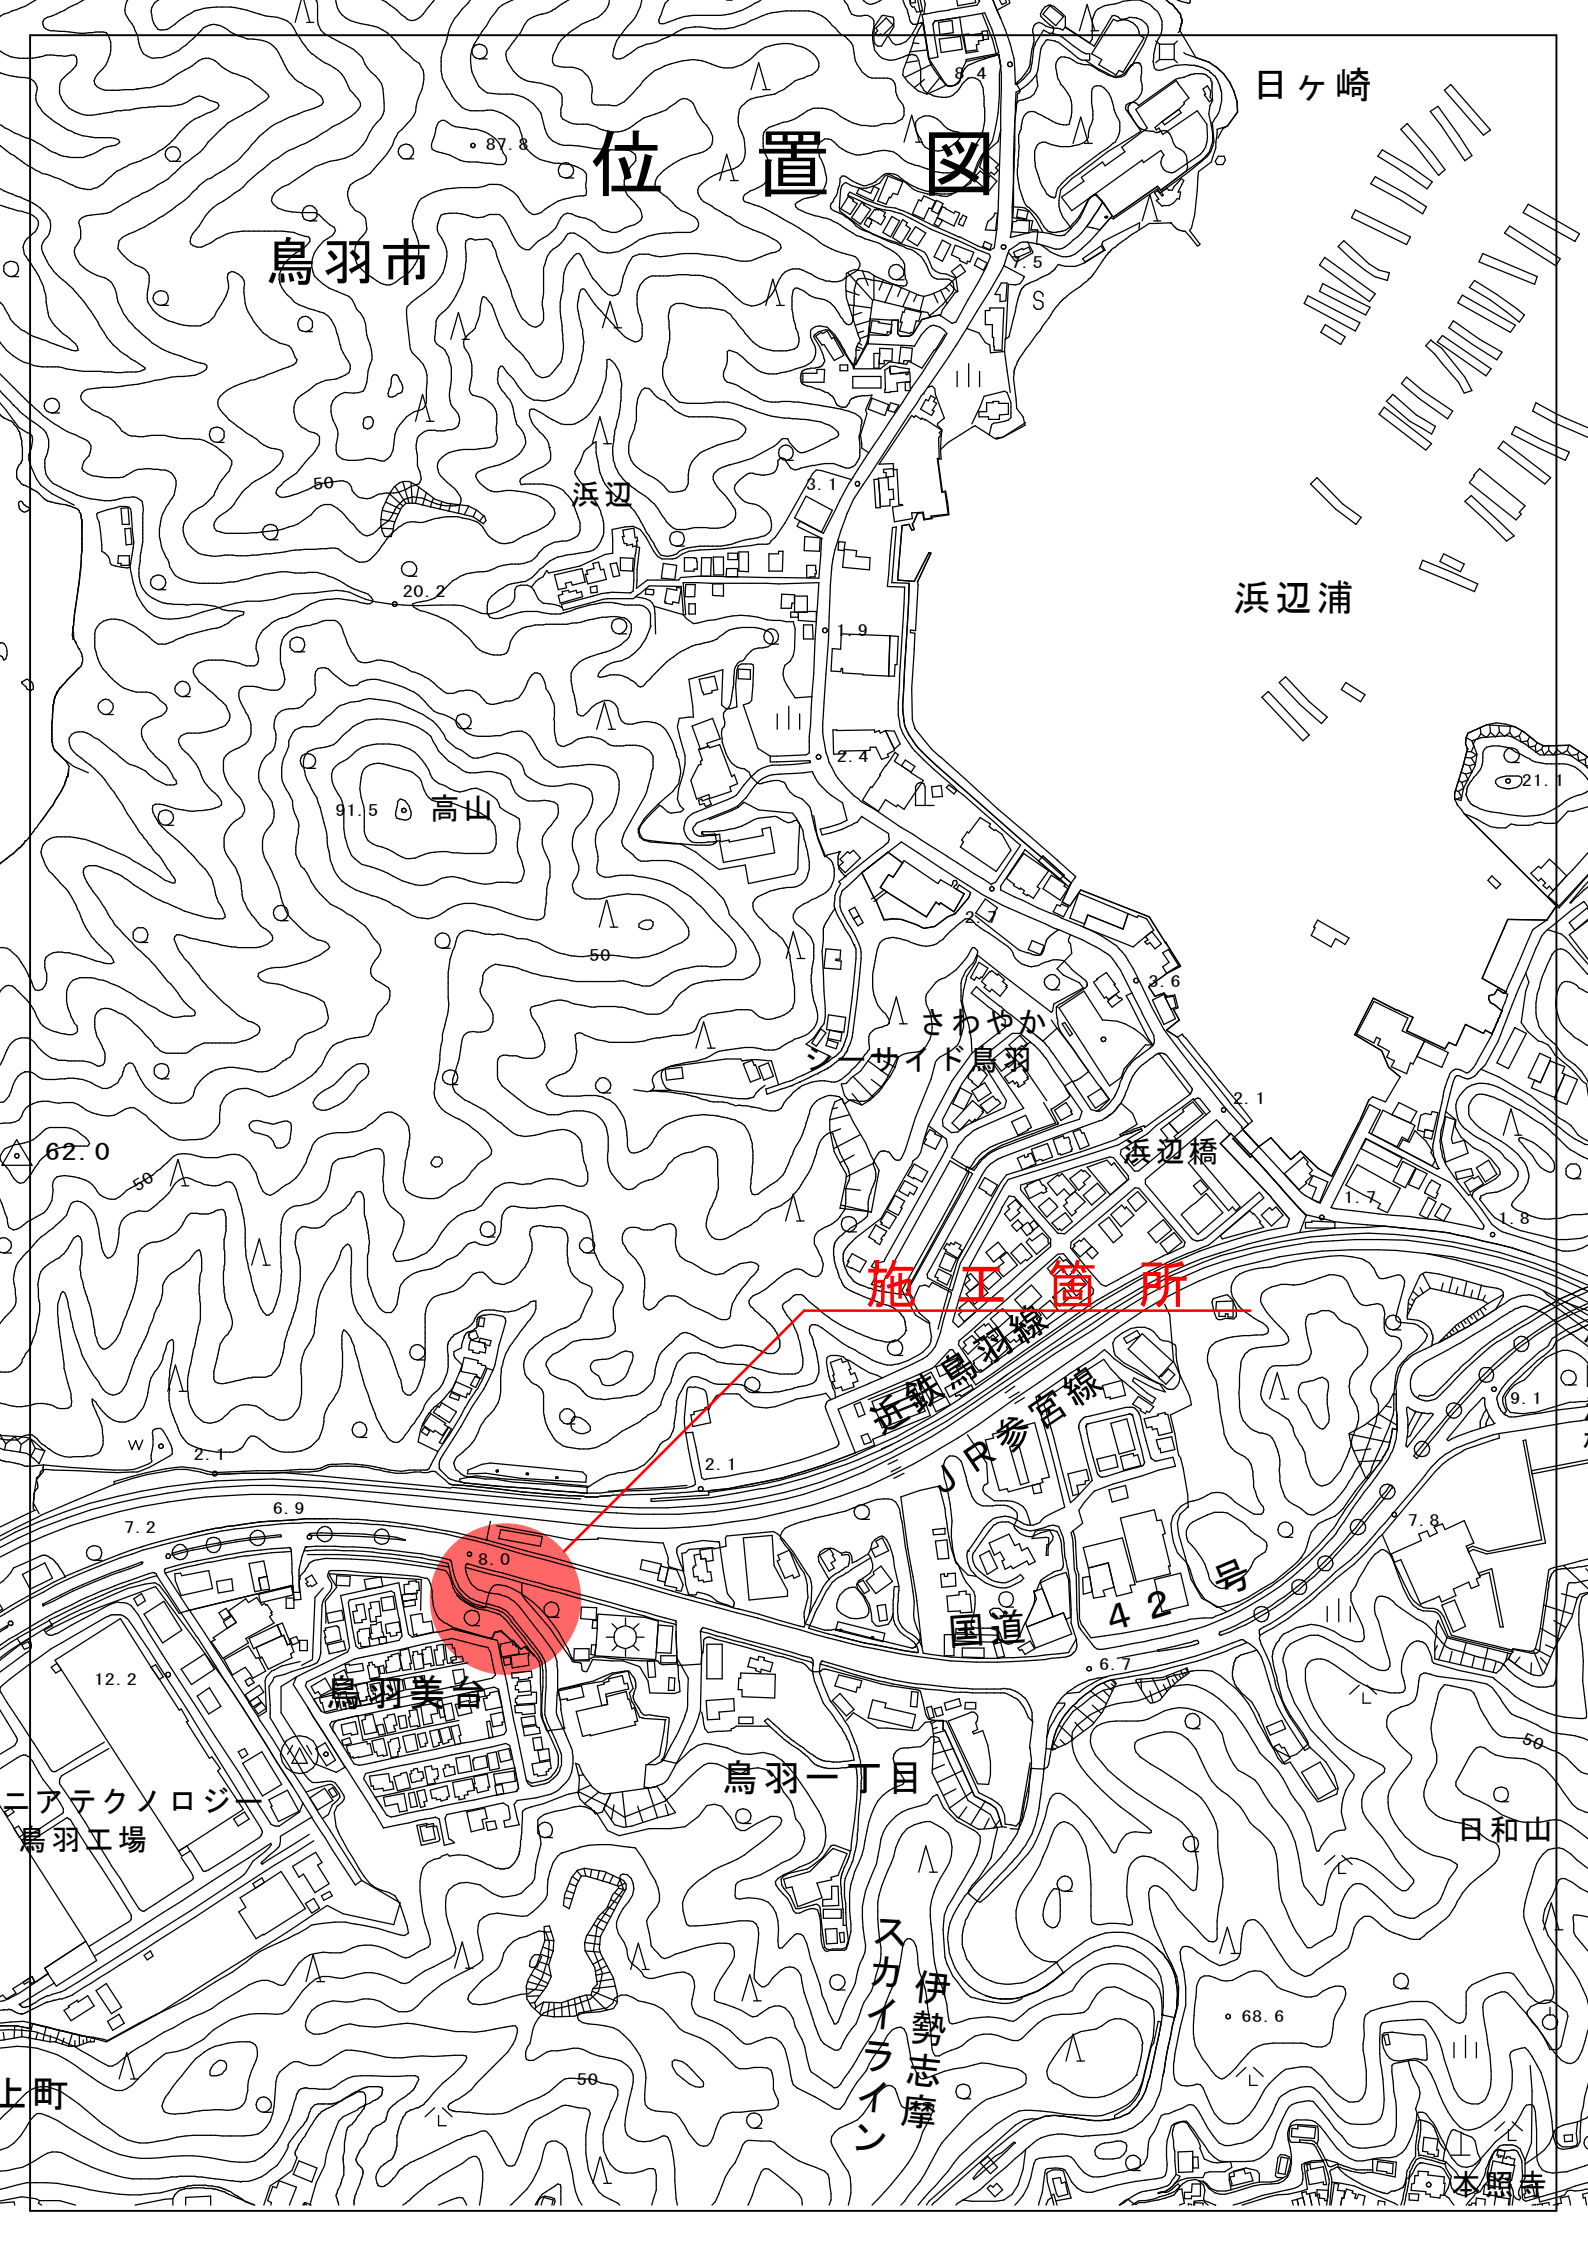 日ヶ崎
8.4
位置図
87.8
鳥羽市
7.5
50
浜辺
3.1
20.2
浜辺浦
1.9
2.4
21.1
91.5
高山
2.7
50
3.6
さわやか
シーサイド鳥羽
2.1
62.0
浜辺橋
50
1.7
1.8
施工箇所
近鉄鳥羽線
JR参宮線
9.1
W
2.1
2.1
6.9
7.2
7.8
8.0
号
42
国道
6.7
12.2
鳥羽美台
50
鳥羽一丁目
ニアテクノロジー
鳥羽工場
日和山
スカイライン
伊勢志摩
68.6
50
上町
本照寺